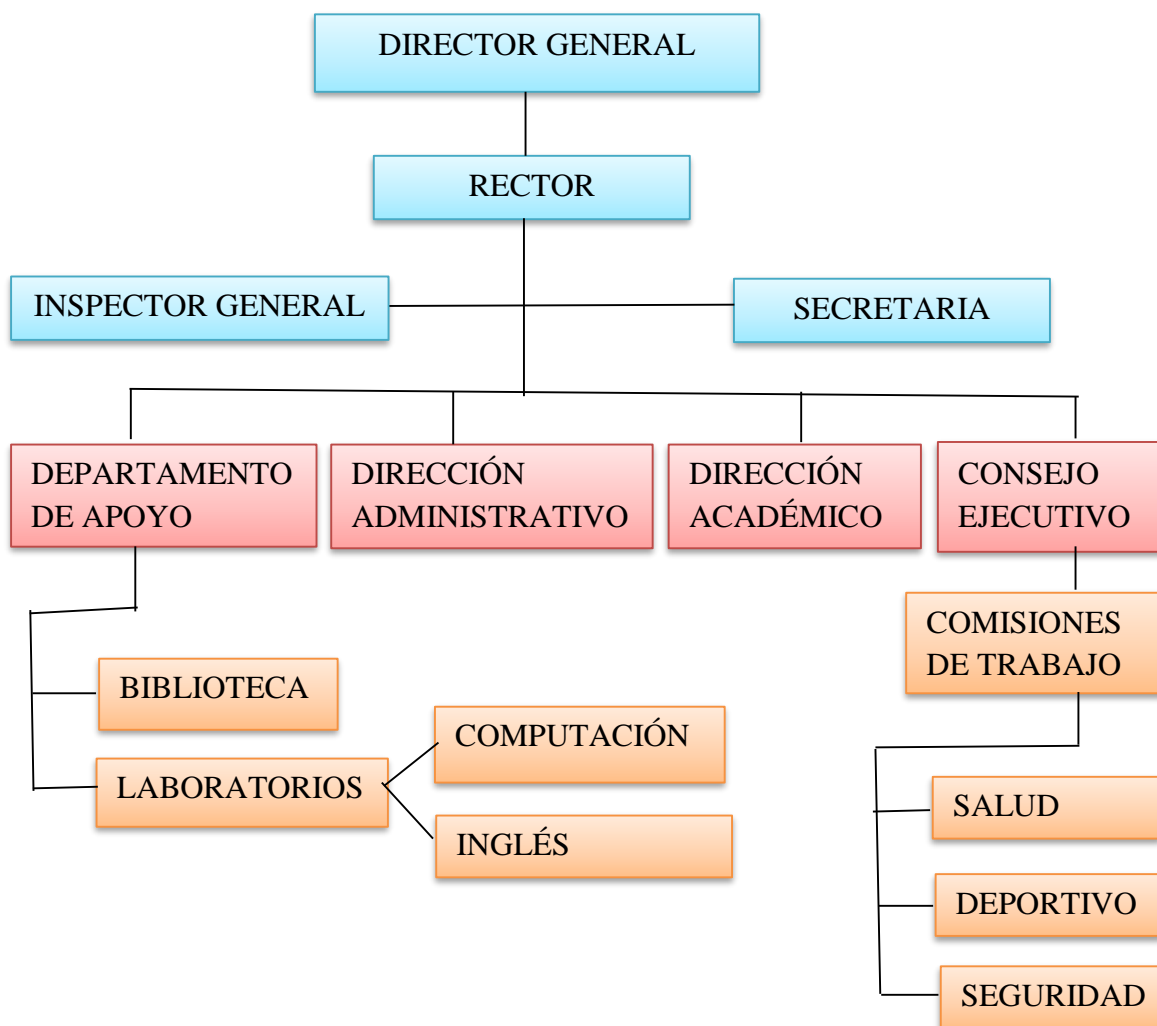 DIRECTOR GENERAL
RECTOR
INSPECTOR GENERAL
SECRETARIA
DEPARTAMENTO
DE APOYO
DIRECCIÓN
ADMINISTRATIVO
DIRECCIÓN
ACADÉMICO
CONSEJO
EJECUTIVO
COMISIONES
DE TRABAJO
BIBLIOTECA
LABORATORIOS
COMPUTACIÓN
INGLÉS
SALUD
DEPORTIVO
SEGURIDAD